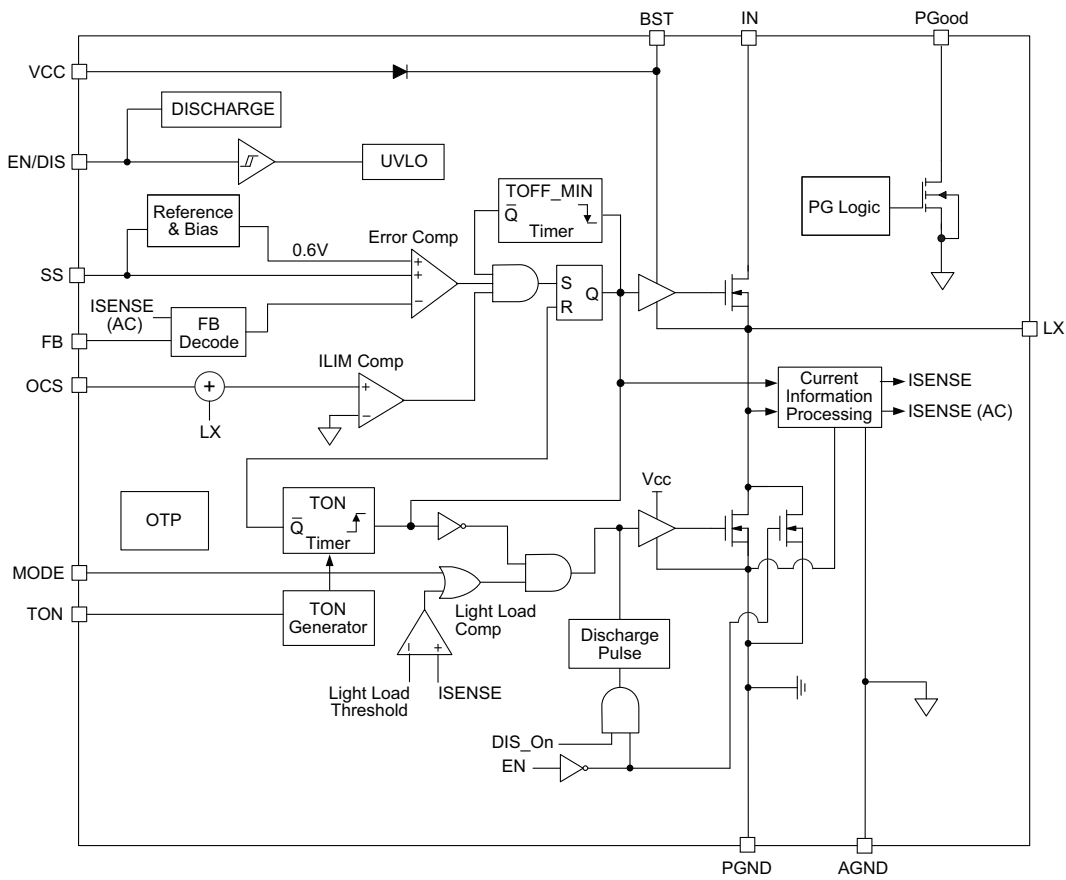 BST
IN
PGood
VCC
DISCHARGE
EN/DIS
UVLO
TOFF_MIN
Q̅
Timer
PG Logic
Reference
& Bias
Error Comp
0.6V
SS
S
Q
R
ISENSE
(AC)
FB
Decode
FB
LX
ILIM Comp
OCS
+
+
−
+
+
−
LX
Current
Information
Processing
ISENSE
ISENSE (AC)
Vcc
OTP
TON
Q̅
Timer
MODE
TON
TON
Generator
Light Load
Comp
−
+
Discharge
Pulse
Light Load
Threshold
ISENSE
DIS_On
EN
PGND
AGND